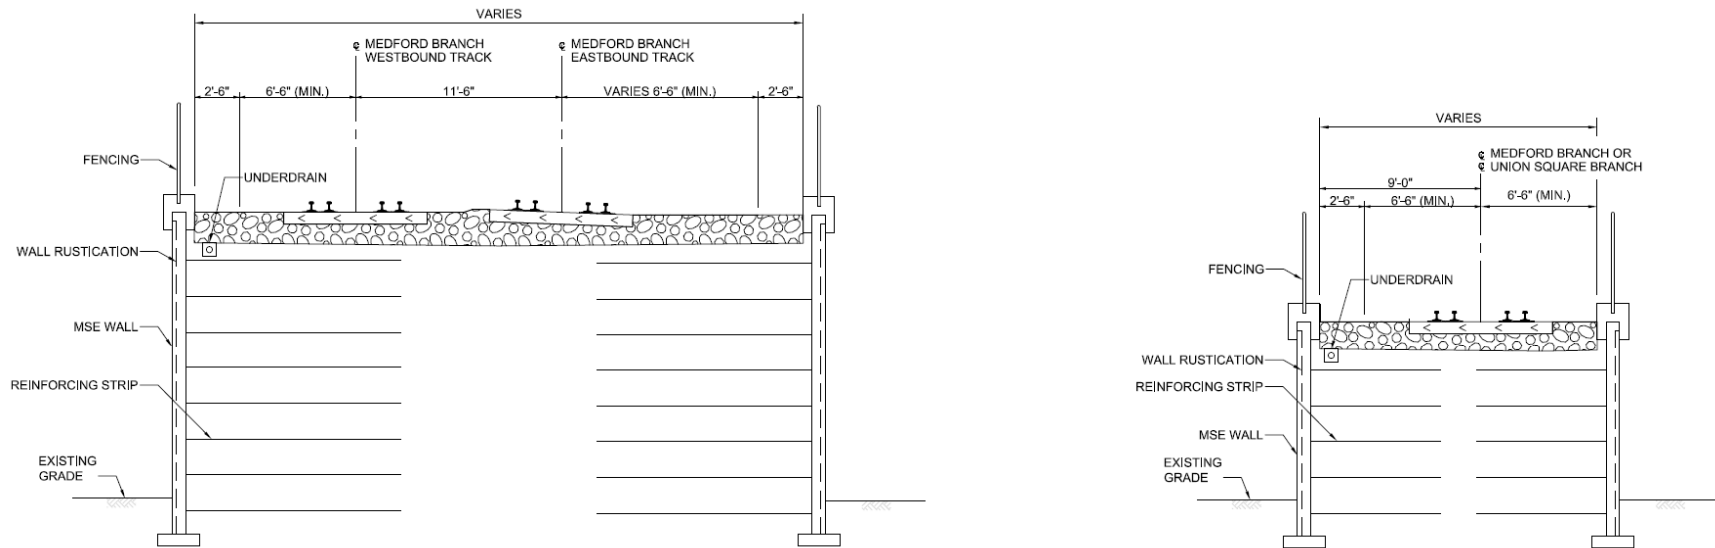 VARIES
℄ MEDFORD BRANCH
WESTBOUND TRACK
℄ MEDFORD BRANCH
EASTBOUND TRACK
2'-6"
6'-6" (MIN.)
11'-6"
VARIES 6'-6" (MIN.)
2'-6"
FENCING
UNDERDRAIN
WALL RUSTICATION
MSE WALL
REINFORCING STRIP
EXISTING
GRADE
VARIES
℄ MEDFORD BRANCH OR
℄ UNION SQUARE BRANCH
9'-0"
2'-6"
6'-6" (MIN.)
6'-6" (MIN.)
FENCING
UNDERDRAIN
WALL RUSTICATION
REINFORCING STRIP
MSE WALL
EXISTING
GRADE